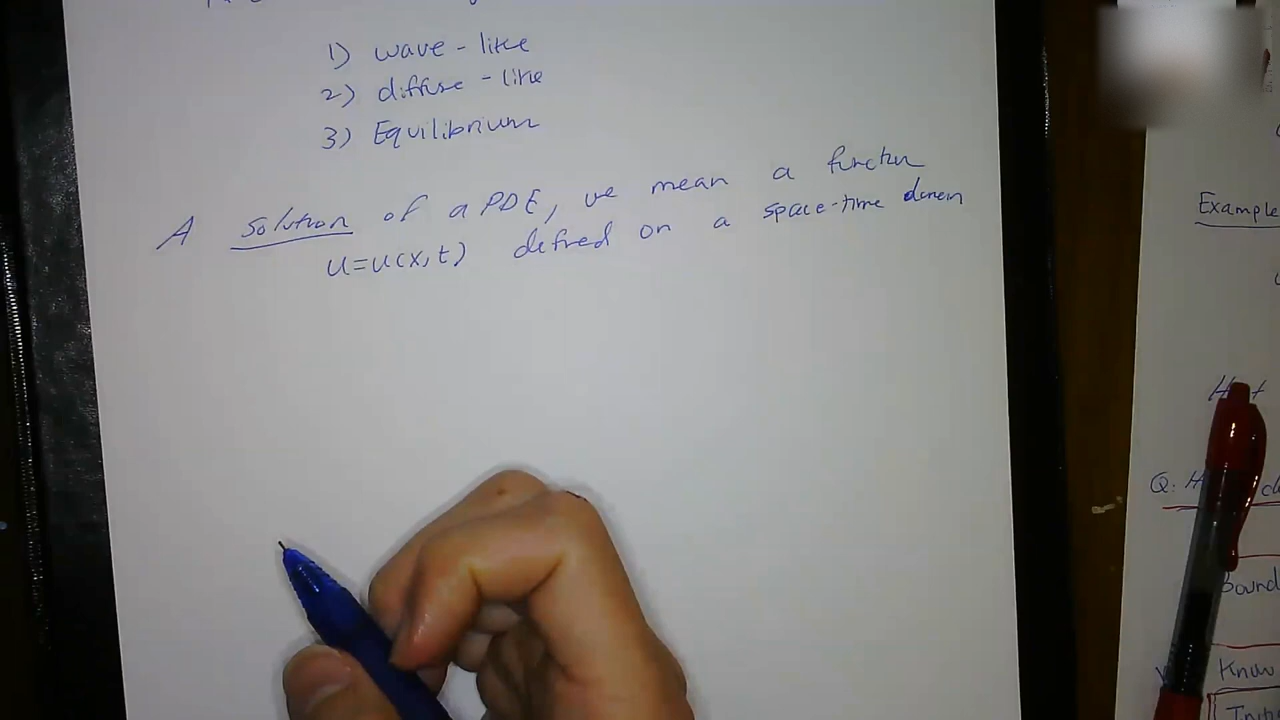 1) wave-like
2) diffuse-like
3) Equilibrium
A solution of a PDE, we mean a function
u=u(x,t) defined on a space-time domain
Example
Q: H
Bound
Know